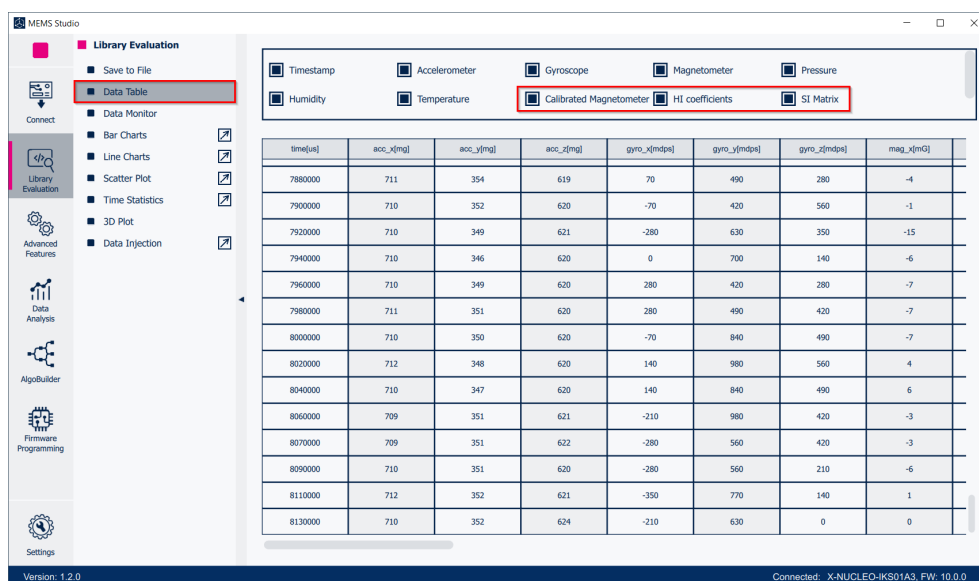 MEMS Studio
Library Evaluation
Save to File
Data Table
Data Monitor
Bar Charts
Line Charts
Scatter Plot
Time Statistics
3D Plot
Data Injection
Connect
Library
Evaluation
Advanced
Features
Data
Analysis
AlgoBuilder
Firmware
Programming
Settings
Timestamp Accelerometer Gyroscope Magnetometer Pressure
Humidity Temperature Calibrated Magnetometer HI coefficients SI Matrix
time[us] acc_x[mg] acc_y[mg] acc_z[mg] gyro_x[mdps] gyro_y[mdps] gyro_z[mdps] mag_x[mG]
7880000 711 354 619 70 490 280 -4
7900000 710 352 620 -70 420 560 -1
7920000 710 349 621 -280 630 350 -15
7940000 710 346 620 0 700 140 -6
7960000 710 349 620 280 420 280 -7
7980000 711 351 620 280 490 420 -7
8000000 710 350 620 -70 840 490 -7
8020000 712 348 620 140 980 560 4
8040000 710 347 620 140 840 490 6
8060000 709 351 621 -210 980 420 -3
8070000 709 351 622 -280 560 420 -3
8090000 710 351 620 -280 560 210 -6
8110000 712 352 621 -350 770 140 1
8130000 710 352 624 -210 630 0 0
Version: 1.2.0 Connected: X-NUCLEO-IKS01A3, FW: 10.0.0